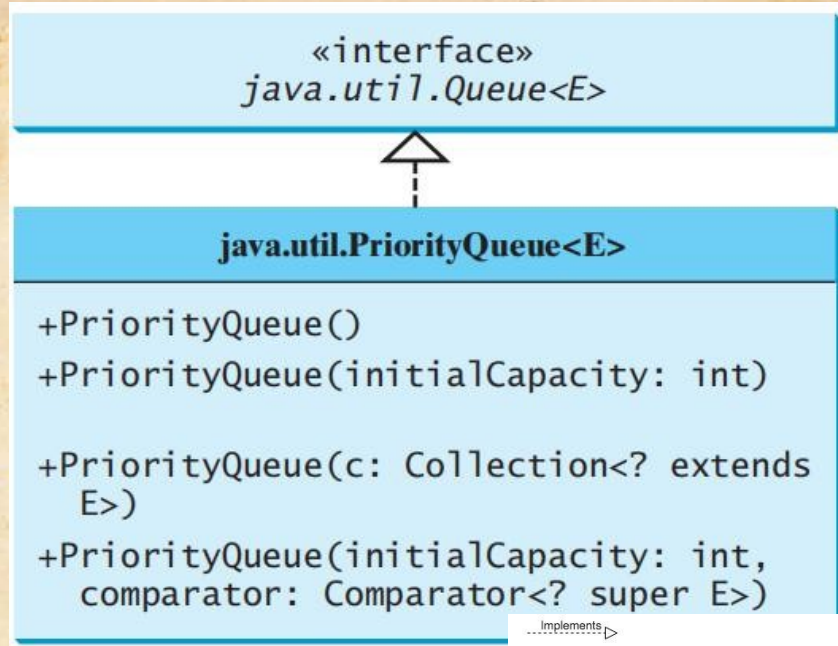 «interface»
java.util.Queue<E>
java.util.PriorityQueue<E>
+PriorityQueue()
+PriorityQueue(initialCapacity: int)
+PriorityQueue(c: Collection<? extends
E>)
+PriorityQueue(initialCapacity: int,
comparator: Comparator<? super E>)
Implements